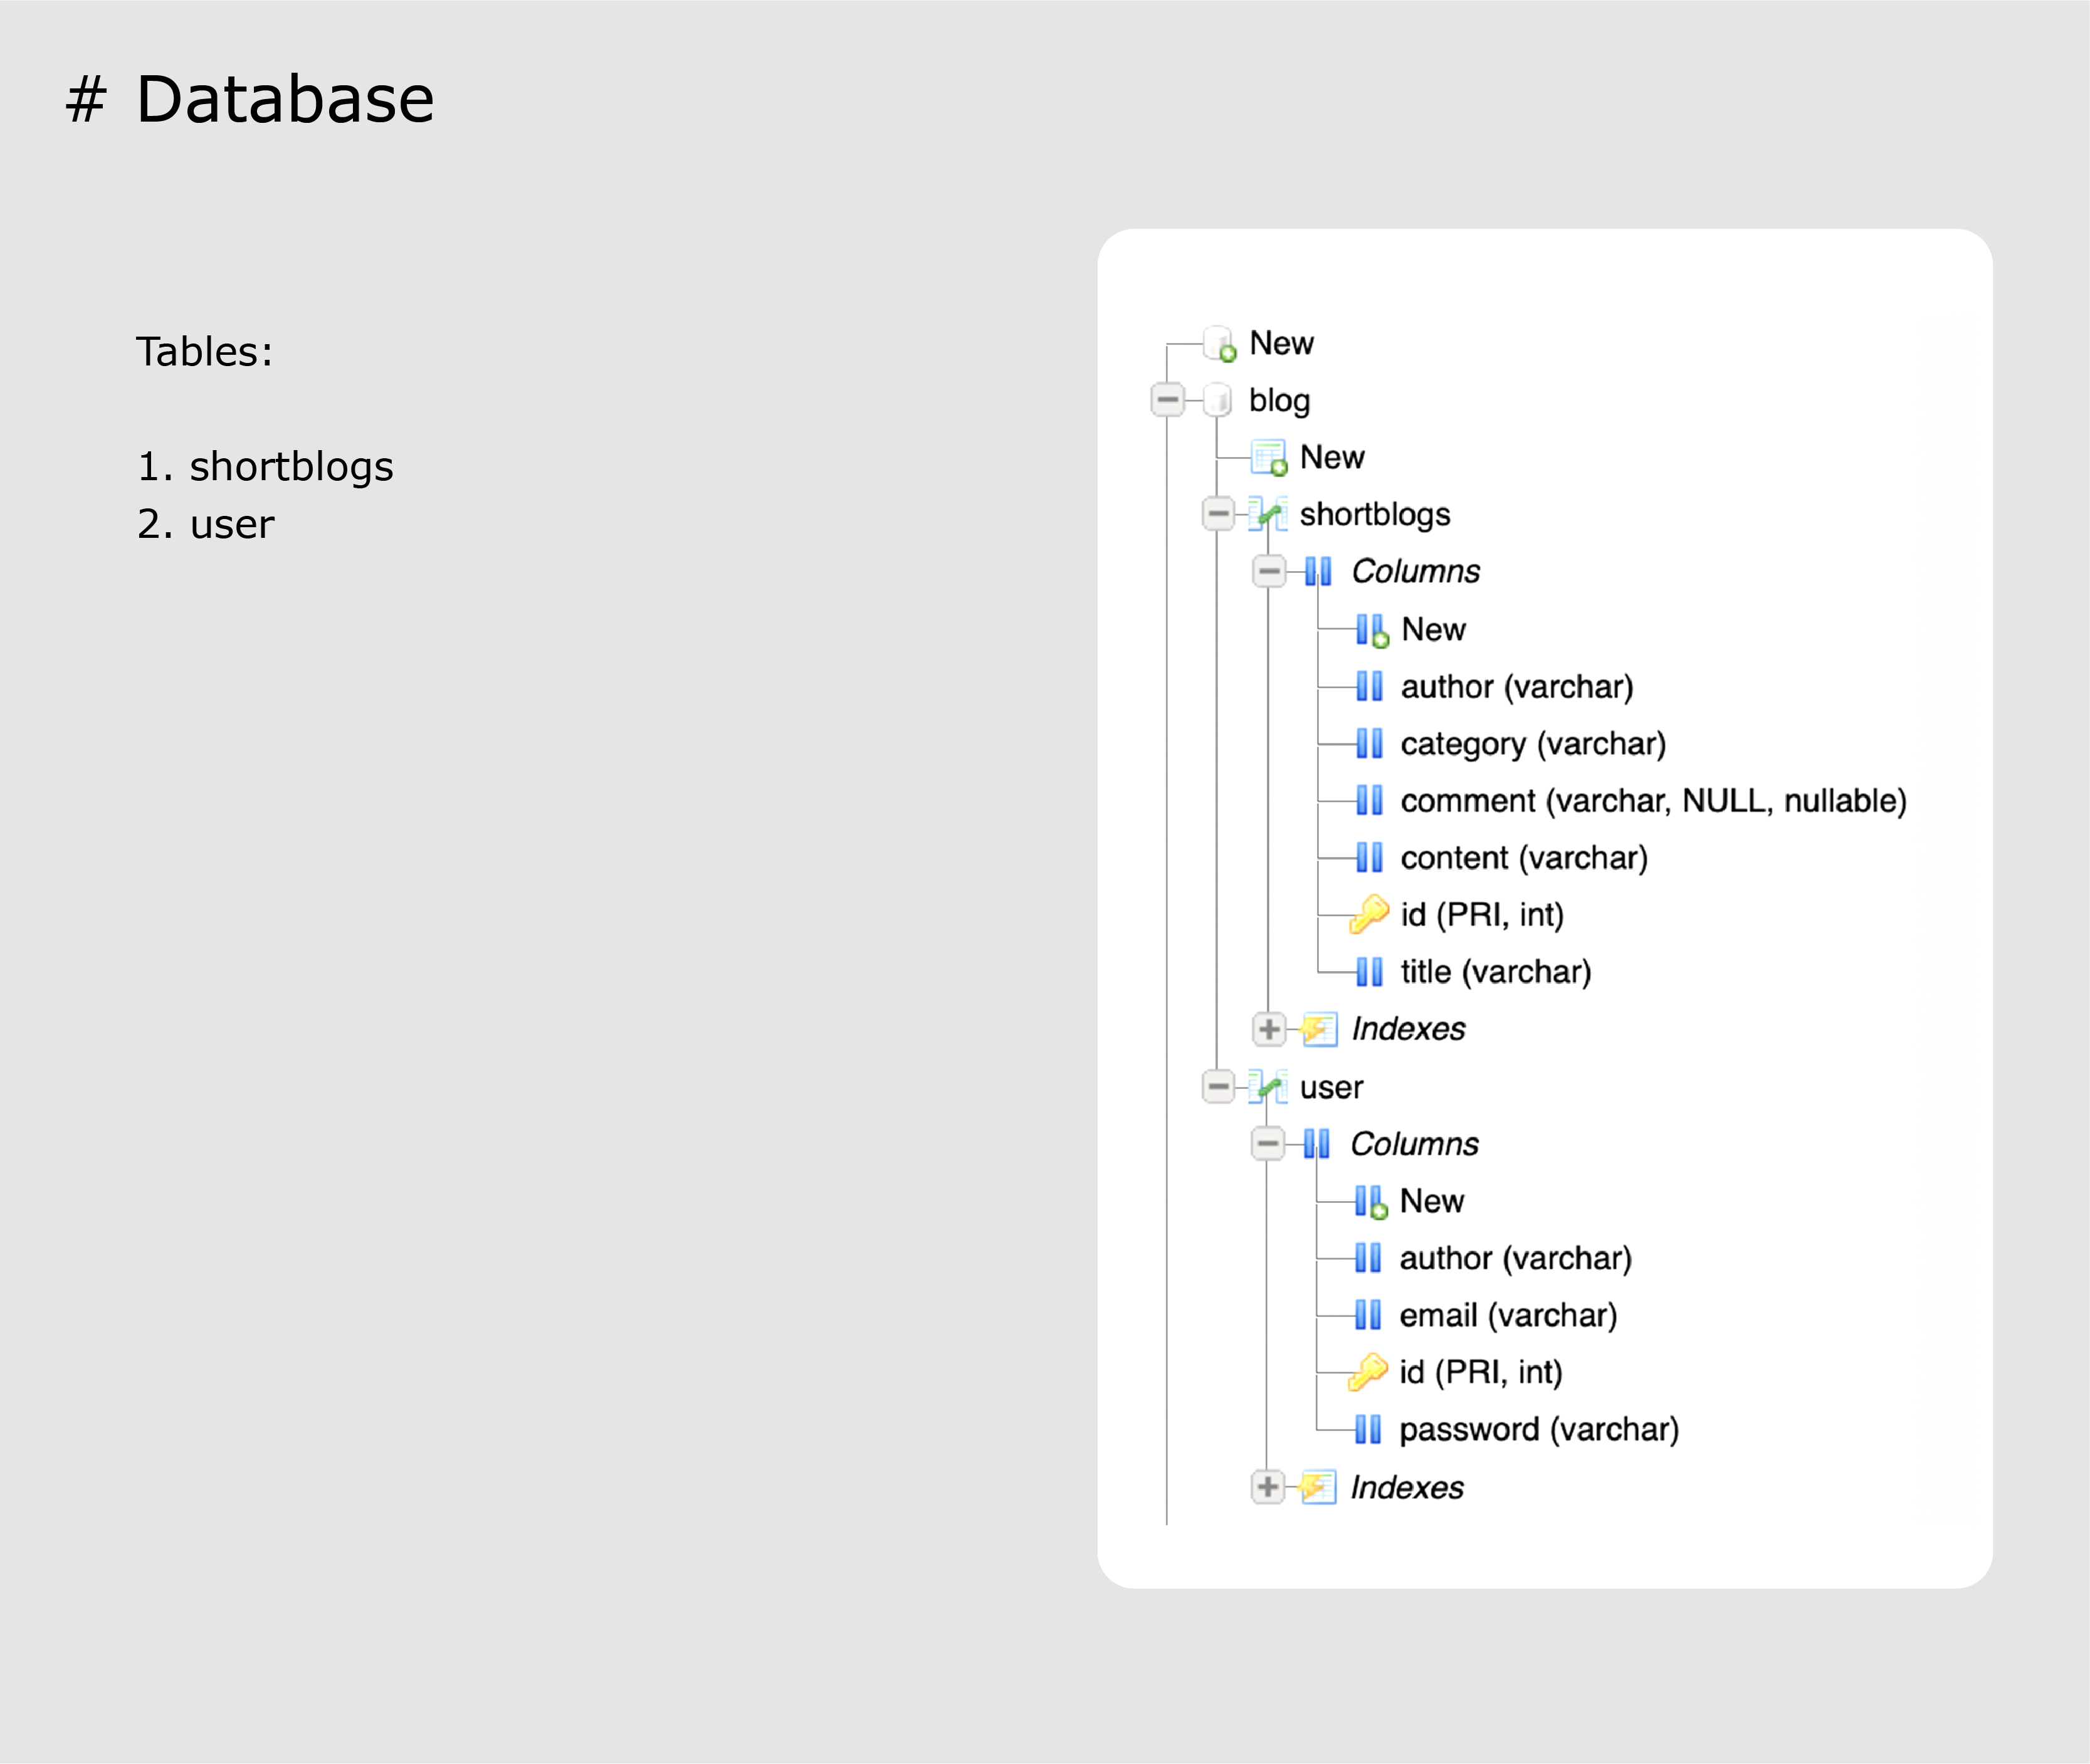 # Database
Tables:
1. shortblogs
2. user
New
blog
New
shortblogs
Columns
New
author (varchar)
category (varchar)
comment (varchar, NULL, nullable)
content (varchar)
id (PRI, int)
title (varchar)
Indexes
user
Columns
New
author (varchar)
email (varchar)
id (PRI, int)
password (varchar)
Indexes